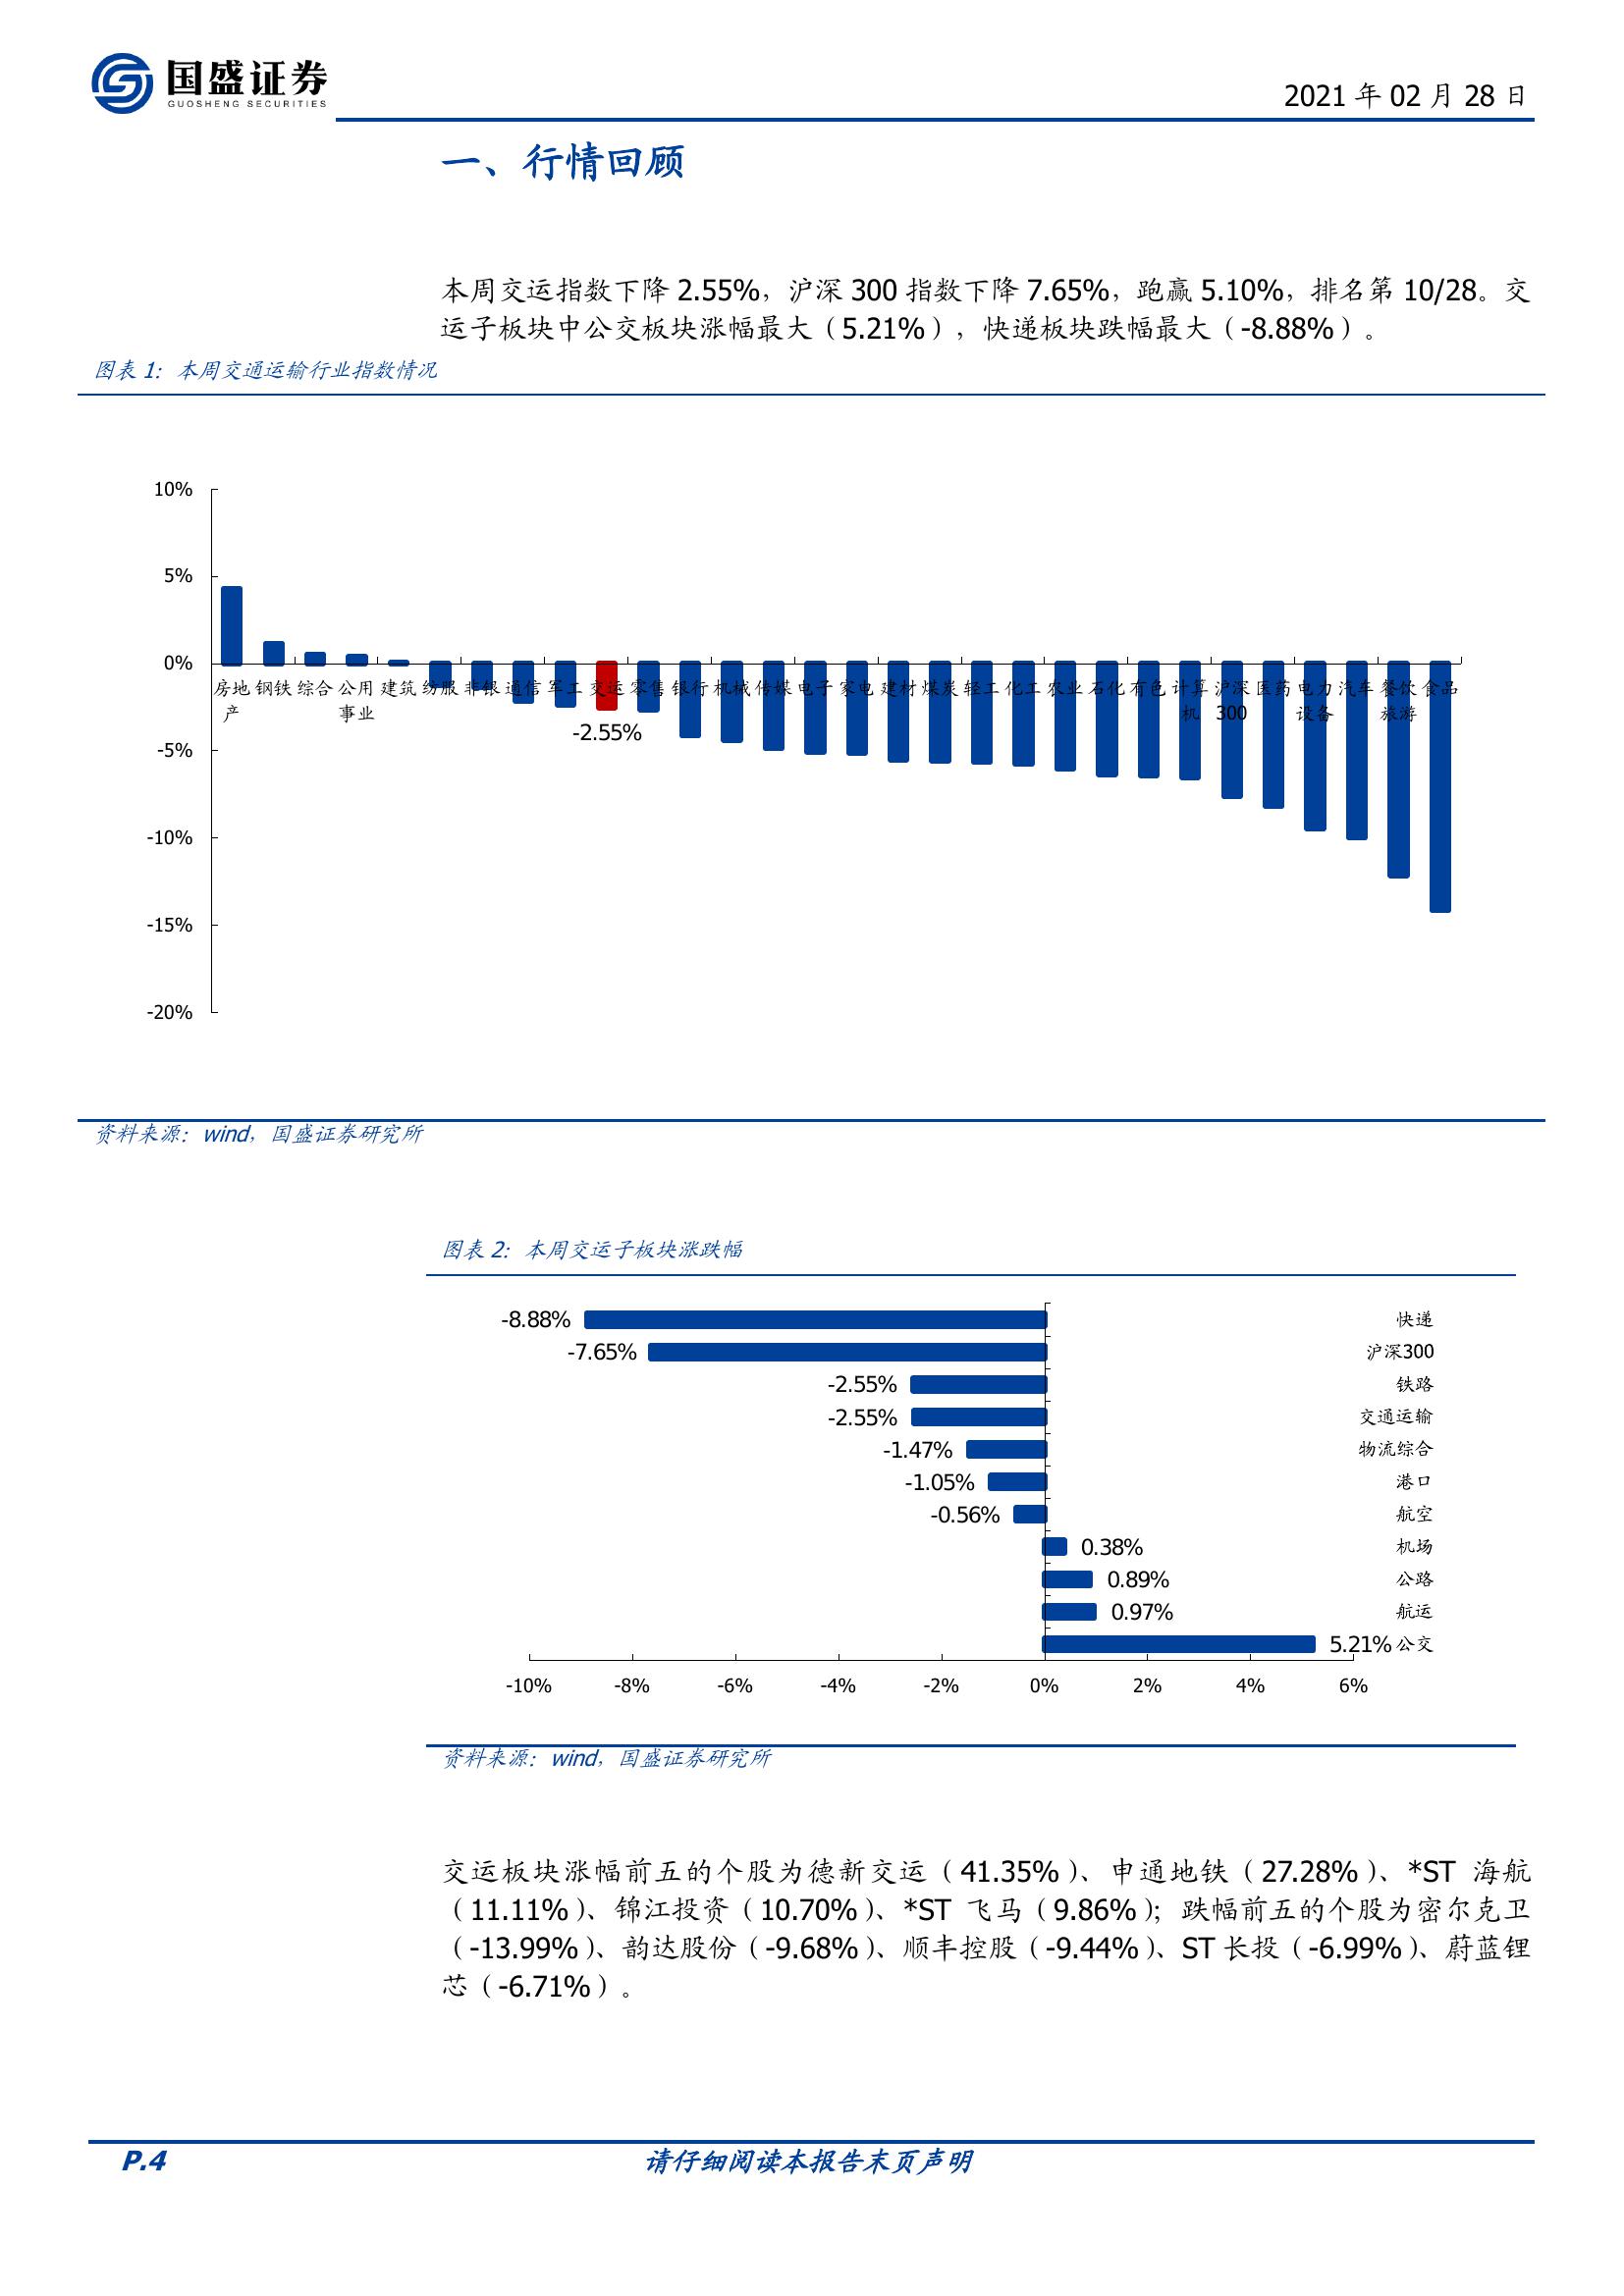 国盛证券
GUOSHENG SECURITIES
2021 年 02 月 28 日
一、行情回顾
本周交运指数下降 2.55%，沪深 300 指数下降 7.65%，跑赢 5.10%，排名第 10/28。交
运子板块中公交板块涨幅最大（5.21%），快递板块跌幅最大（-8.88%）。
图表 1：本周交通运输行业指数情况
10%
5%
0%
-5%
-10%
-15%
-20%
房地产 钢铁 综合 公用事业 建筑 纺服 非银 通信 军工 交运 零售 银行 机械 传媒 电子 家电 建材 煤炭 轻工 化工 农业 石化 有色 计算机 沪深300 医药 电力设备 汽车 餐饮旅游 食品
-2.55%
资料来源：wind，国盛证券研究所
图表 2：本周交运子板块涨跌幅
-8.88% 快递
-7.65% 沪深300
-2.55% 铁路
-2.55% 交通运输
-1.47% 物流综合
-1.05% 港口
-0.56% 航空
0.38% 机场
0.89% 公路
0.97% 航运
5.21% 公交
-10% -8% -6% -4% -2% 0% 2% 4% 6%
资料来源：wind，国盛证券研究所
交运板块涨幅前五的个股为德新交运（41.35%）、申通地铁（27.28%）、*ST 海航
（11.11%）、锦江投资（10.70%）、*ST 飞马（9.86%）；跌幅前五的个股为密尔克卫
（-13.99%）、韵达股份（-9.68%）、顺丰控股（-9.44%）、ST 长投（-6.99%）、蔚蓝锂
芯（-6.71%）。
P.4
请仔细阅读本报告末页声明